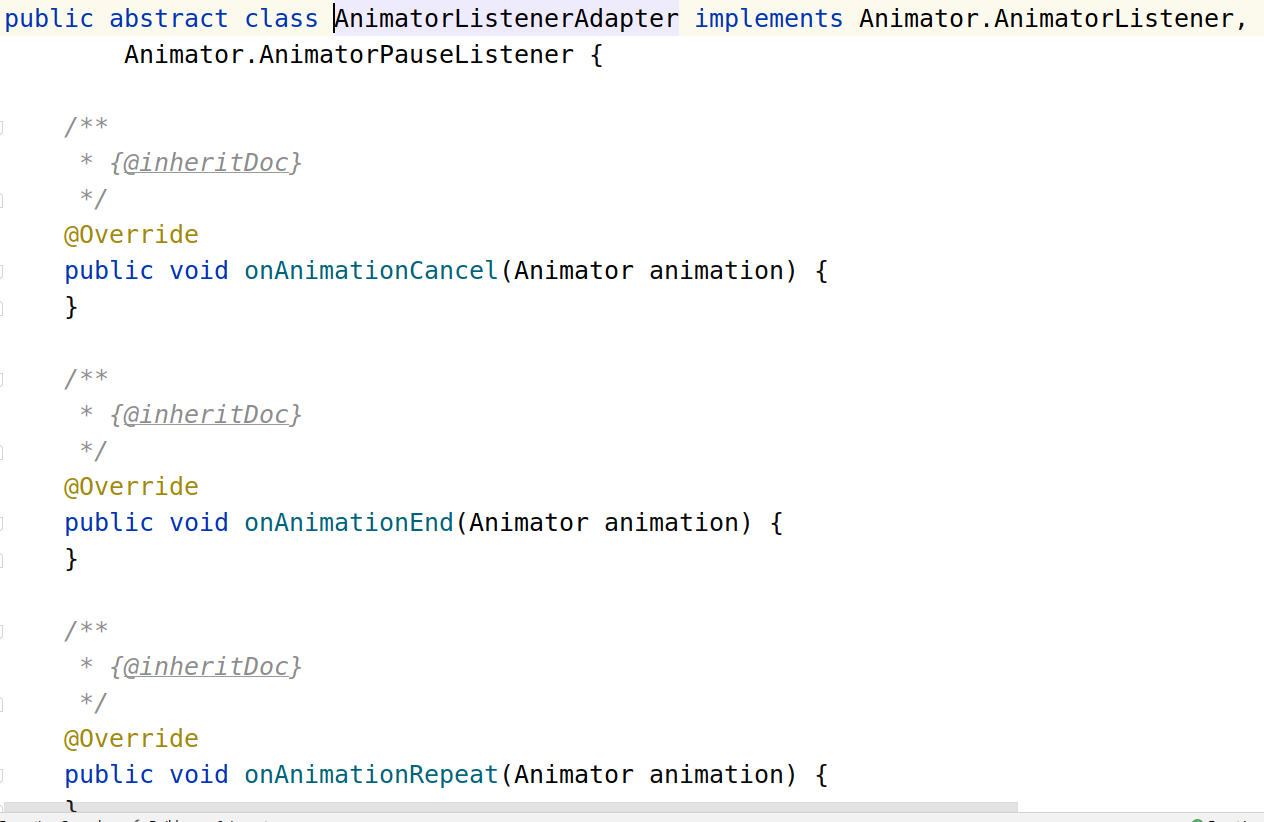 public abstract class AnimatorListenerAdapter implements Animator.AnimatorListener,
        Animator.AnimatorPauseListener {

    /**
     * {@inheritDoc}
     */
    @Override
    public void onAnimationCancel(Animator animation) {
    }

    /**
     * {@inheritDoc}
     */
    @Override
    public void onAnimationEnd(Animator animation) {
    }

    /**
     * {@inheritDoc}
     */
    @Override
    public void onAnimationRepeat(Animator animation) {
    }